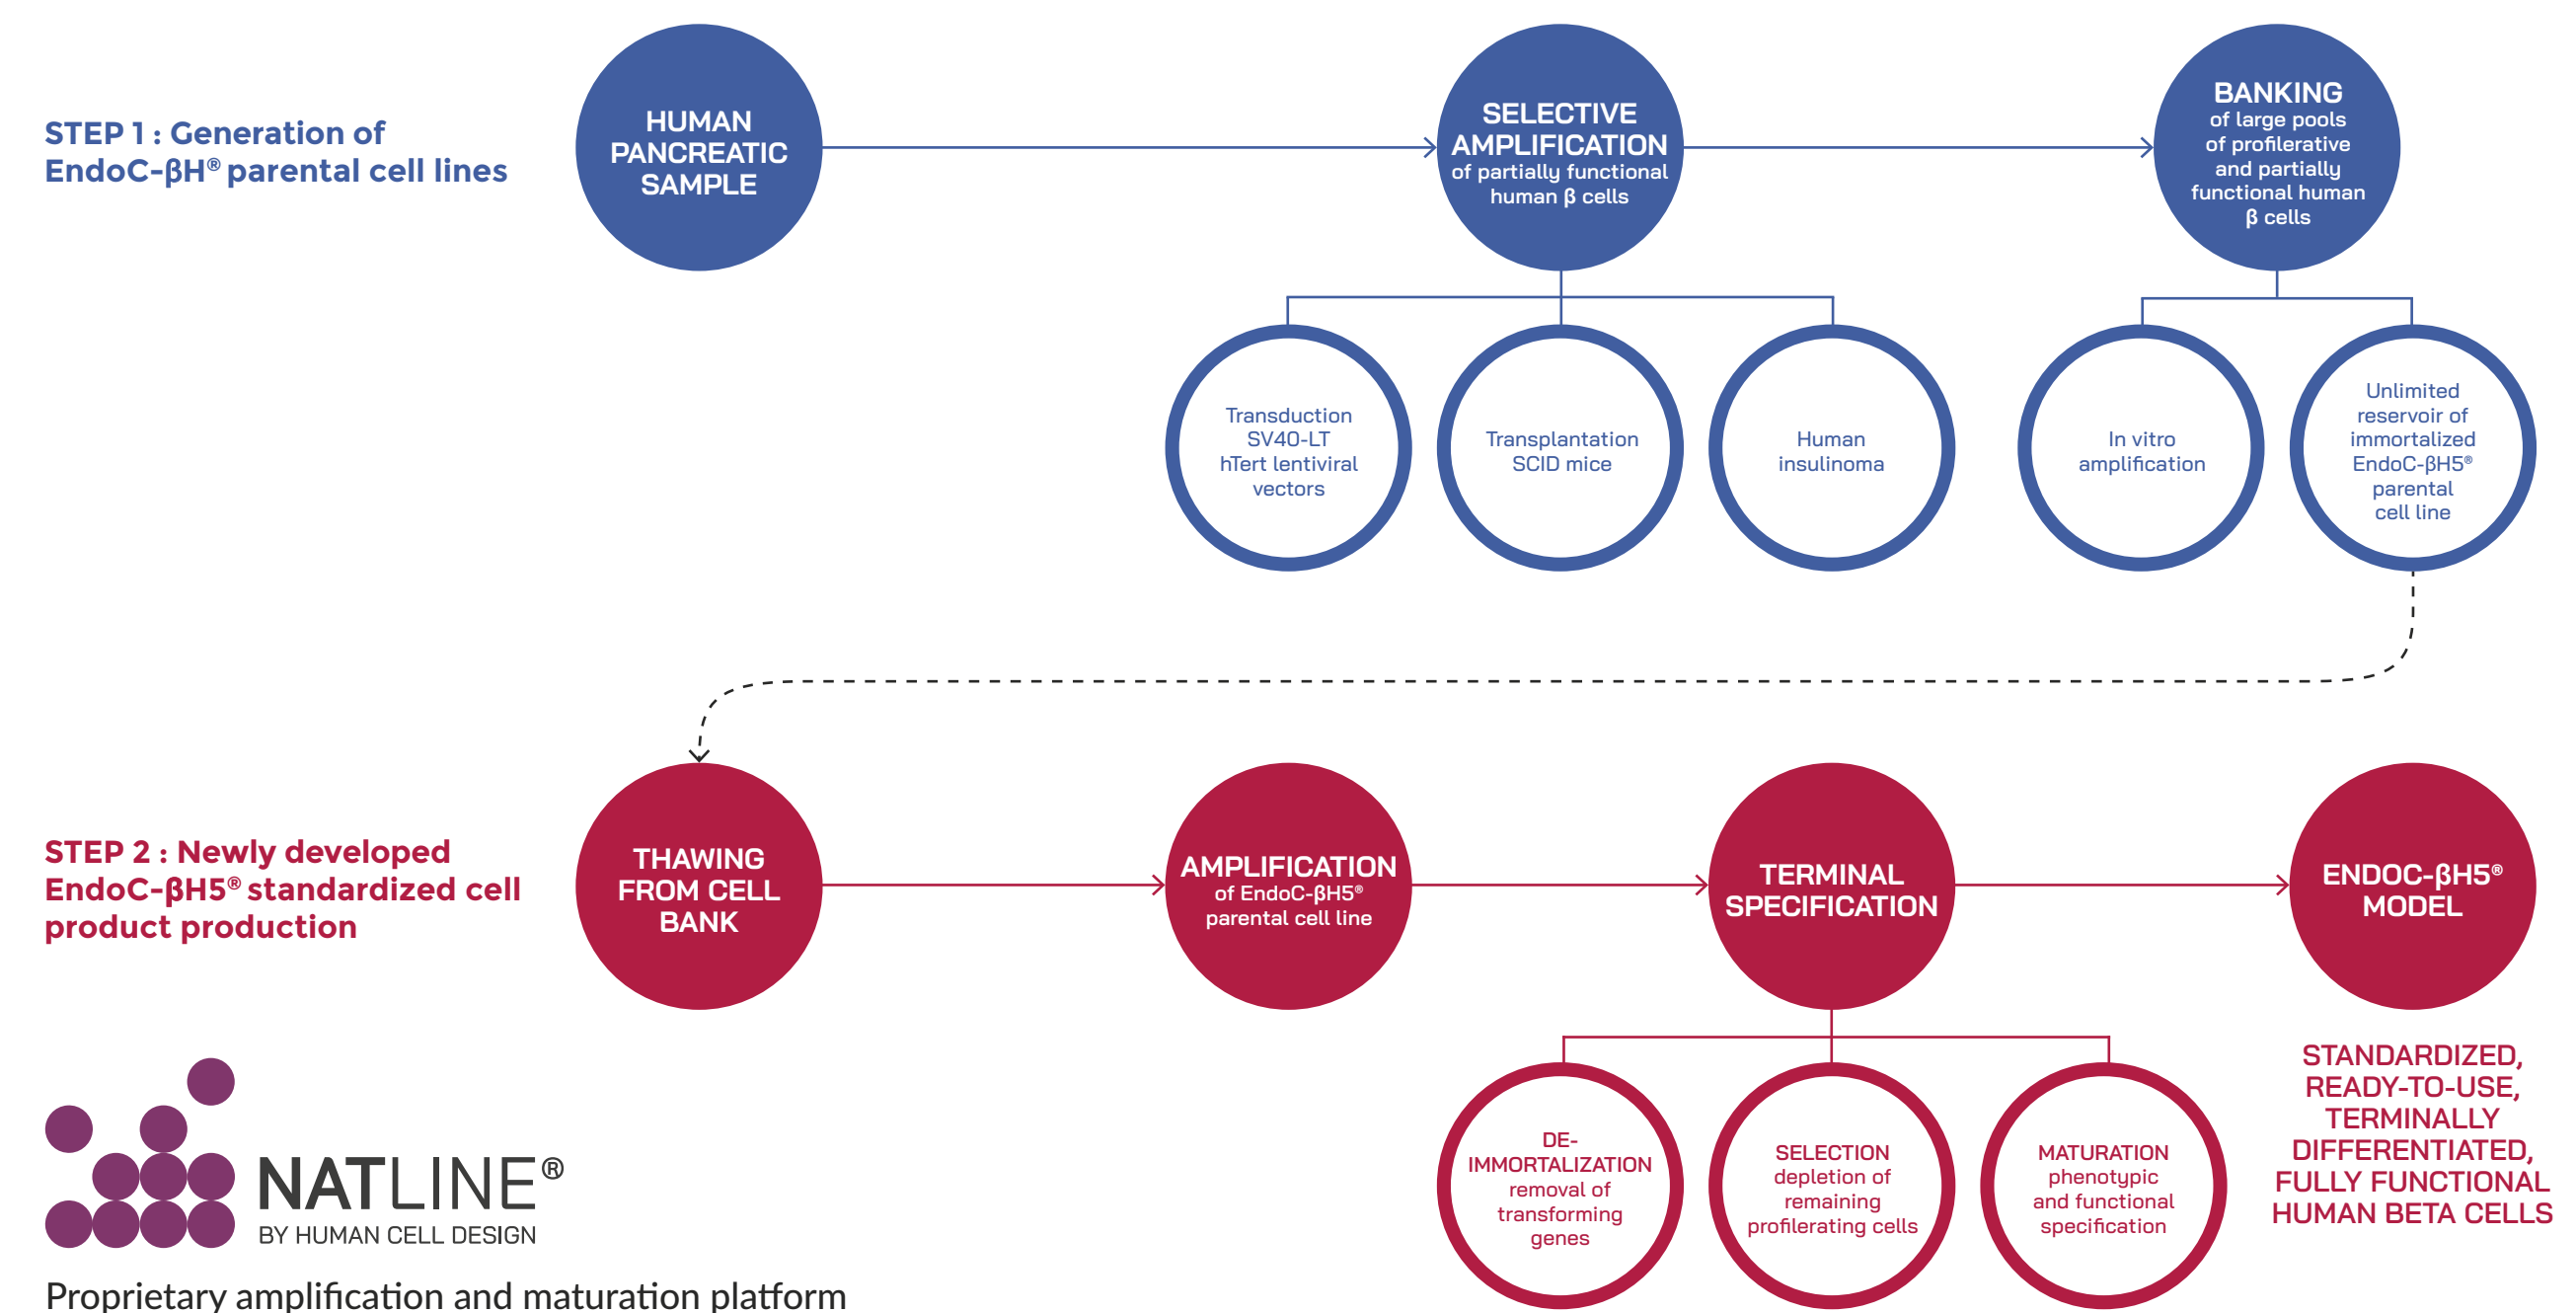 STEP 1 : Generation of
EndoC-βH® parental cell lines
HUMAN
PANCREATIC
SAMPLE
SELECTIVE
AMPLIFICATION
of partially functional
human β cells
BANKING
of large pools
of profilerative
and partially
functional human
β cells
Transduction
SV40-LT
hTert lentiviral
vectors
Transplantation
SCID mice
Human
insulinoma
In vitro
amplification
Unlimited
reservoir of
immortalized
EndoC-βH5®
parental
cell line
STEP 2 : Newly developed
EndoC-βH5® standardized cell
product production
THAWING
FROM CELL
BANK
AMPLIFICATION
of EndoC-βH5®
parental cell line
TERMINAL
SPECIFICATION
ENDOC-βH5®
MODEL
DE-
IMMORTALIZATION
removal of
transforming
genes
SELECTION
depletion of
remaining
profilerating cells
MATURATION
phenotypic
and functional
specification
STANDARDIZED,
READY-TO-USE,
TERMINALLY
DIFFERENTIATED,
FULLY FUNCTIONAL
HUMAN BETA CELLS
NATLINE®
BY HUMAN CELL DESIGN
Proprietary amplification and maturation platform